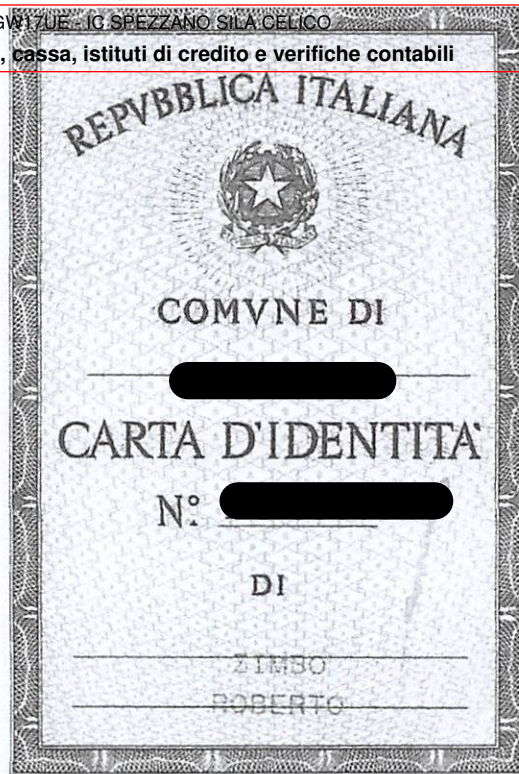 GW17UE - IC SPEZZANO SILA CELICO
, cassa, istituti di credito e verifiche contabili
REPVBBLICA ITALIANA
COMVNE DI
CARTA D'IDENTITA'
N°
DI
ZIMBO
ROBERTO